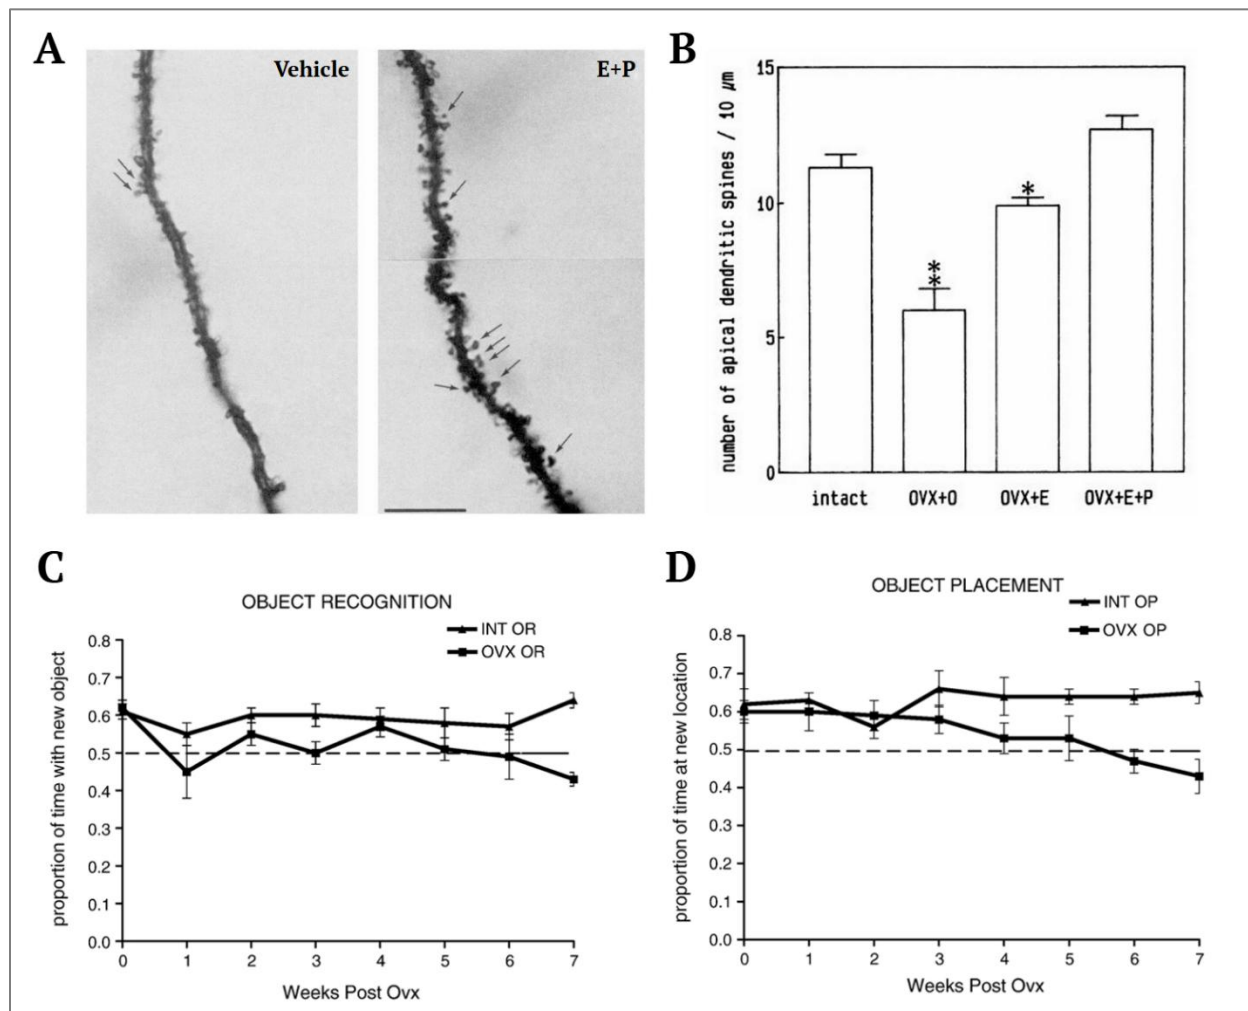 A
Vehicle
E+P
B
number of apical dendritic spines / 10 µm
15
10
5
0
*
*
*
intact
OVX+O
OVX+E
OVX+E+P
C
OBJECT RECOGNITION
INT OR
OVX OR
proportion of time with new object
0.8
0.7
0.6
0.5
0.4
0.3
0.2
0.1
0.0
0 1 2 3 4 5 6 7
Weeks Post Ovx
D
OBJECT PLACEMENT
INT OP
OVX OP
proportion of time at new location
0.8
0.7
0.6
0.5
0.4
0.3
0.2
0.1
0.0
0 1 2 3 4 5 6 7
Weeks Post Ovx